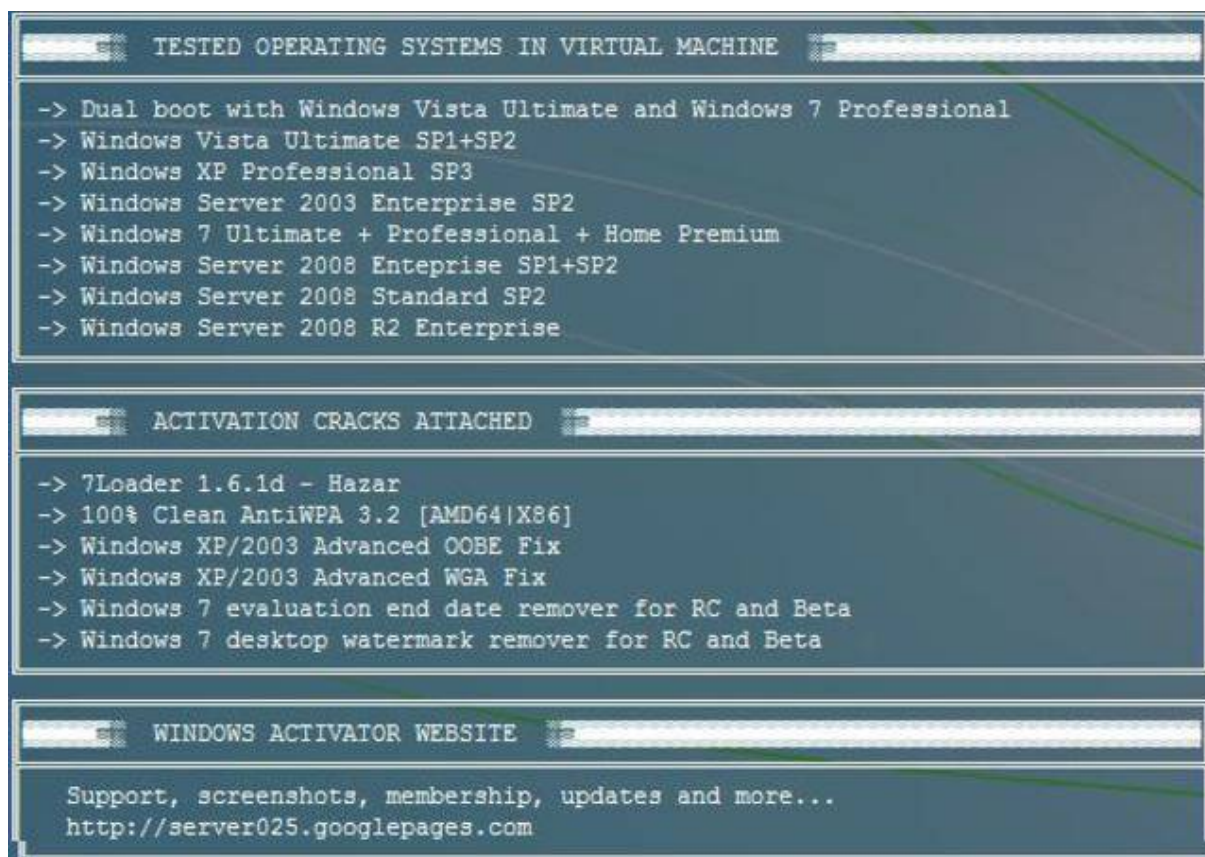 TESTED OPERATING SYSTEMS IN VIRTUAL MACHINE
-> Dual boot with Windows Vista Ultimate and Windows 7 Professional
-> Windows Vista Ultimate SP1+SP2
-> Windows XP Professional SP3
-> Windows Server 2003 Enterprise SP2
-> Windows 7 Ultimate + Professional + Home Premium
-> Windows Server 2008 Enteprise SP1+SP2
-> Windows Server 2008 Standard SP2
-> Windows Server 2008 R2 Enterprise
ACTIVATION CRACKS ATTACHED
-> 7Loader 1.6.1d - Hazar
-> 100% Clean AntiWPA 3.2 [AMD64|X86]
-> Windows XP/2003 Advanced OOBE Fix
-> Windows XP/2003 Advanced WGA Fix
-> Windows 7 evaluation end date remover for RC and Beta
-> Windows 7 desktop watermark remover for RC and Beta
WINDOWS ACTIVATOR WEBSITE
Support, screenshots, membership, updates and more...
http://server025.googlepages.com